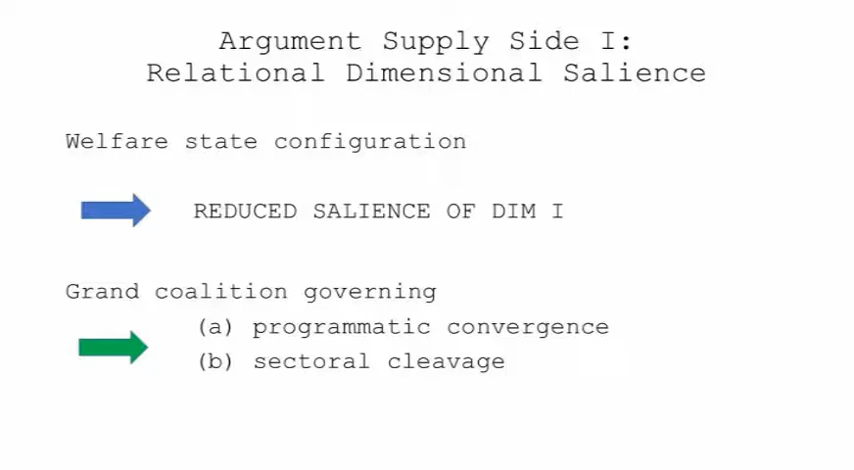 Argument Supply Side I:
Relational Dimensional Salience
Welfare state configuration
REDUCED SALIENCE OF DIM I
Grand coalition governing
(a) programmatic convergence
(b) sectoral cleavage